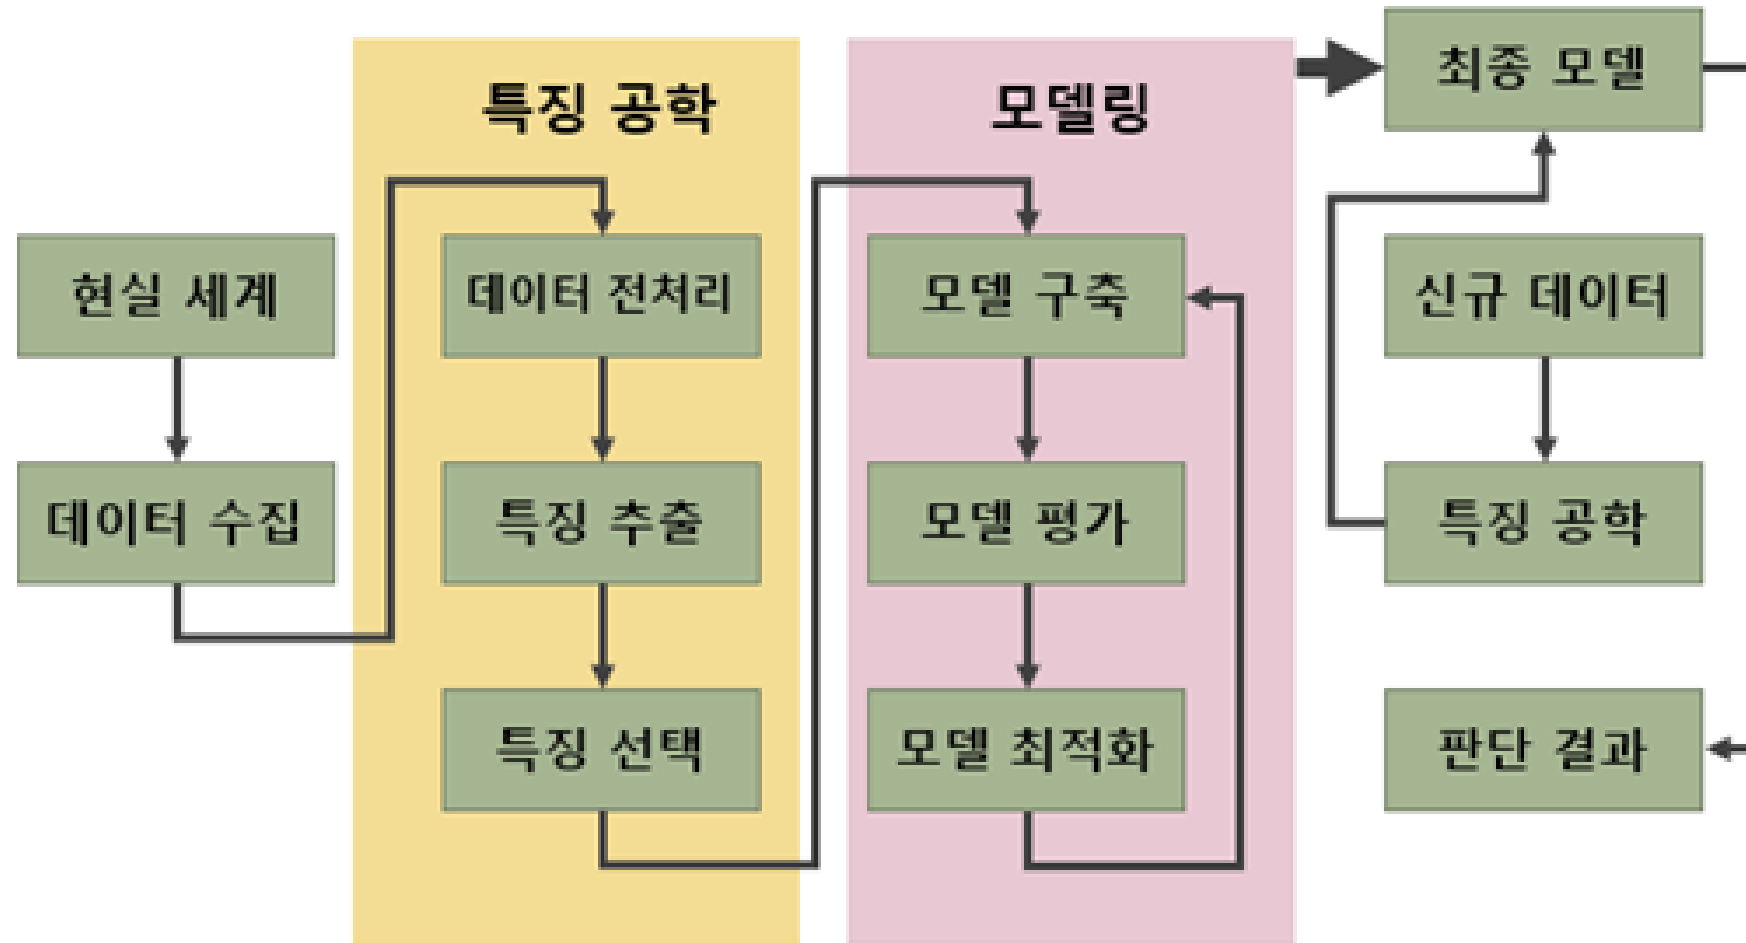 현실 세계
데이터 수집
특징 공학
데이터 전처리
특징 추출
특징 선택
모델링
모델 구축
모델 평가
모델 최적화
최종 모델
신규 데이터
특징 공학
판단 결과